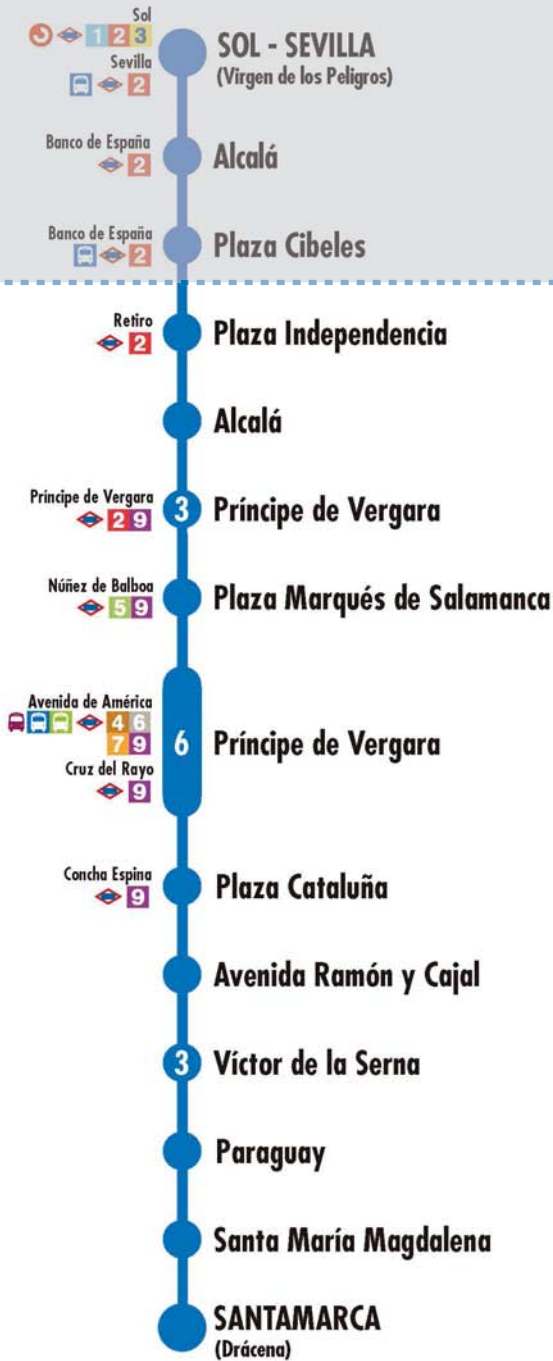 Sol
1 2 3
SOL - SEVILLA
Sevilla
2
(Virgen de los Peligros)
Banco de España
2
Alcalá
Banco de España
2
Plaza Cibeles
Retiro
2
Plaza Independencia
Alcalá
Principe de Vergara
2 9
3
Príncipe de Vergara
Núñez de Balboa
5 9
Plaza Marqués de Salamanca
Avenida de América
4 6
7 9
Cruz del Rayo
9
6
Príncipe de Vergara
Concha Espina
9
Plaza Cataluña
Avenida Ramón y Cajal
3
Víctor de la Serna
Paraguay
Santa María Magdalena
SANTAMARCA
(Drácena)